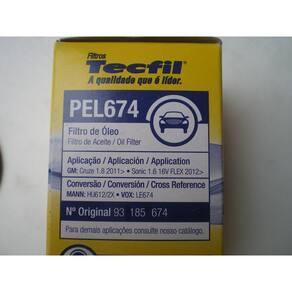 Filtros
Tecfil
A qualidade que é líder.
PEL674
Filtro de Óleo
Filtro de Aceite / Oil Filter
Aplicação / Aplicación / Application
GM: Cruze 1.8 2011> • Sonic 1.6 16V FLEX 2012>
Conversão / Conversión / Cross Reference
MANN: HU612/2X • VOX: LE674
Nº Original 93 185 674
Para demais aplicações consulte nosso catálogo.